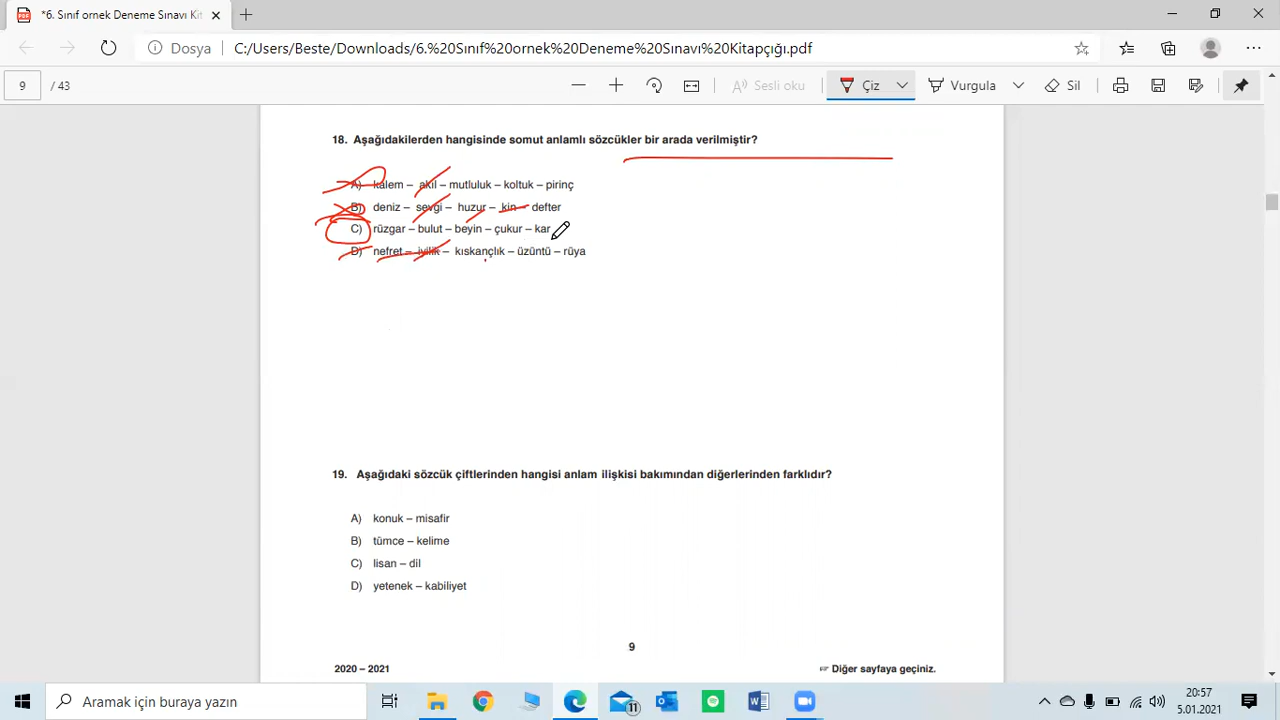 *6. Sınıf ornek Deneme Sınavı Kit
Dosya
C:/Users/Beste/Downloads/6.%20Sınıf%20ornek%20Deneme%20Sınavı%20Kitapçığı.pdf
9 / 43
Sesli oku
Çiz
Vurgula
Sil
18. Aşağıdakilerden hangisinde somut anlamlı sözcükler bir arada verilmiştir?
A) kalem – akıl – mutluluk – koltuk – pirinç
B) deniz – sevgi – huzur – kin – defter
C) rüzgar – bulut – beyin – çukur – kar
D) nefret – iyilik – kıskançlık – üzüntü – rüya
19. Aşağıdaki sözcük çiftlerinden hangisi anlam ilişkisi bakımından diğerlerinden farklıdır?
A) konuk – misafir
B) tümce – kelime
C) lisan – dil
D) yetenek – kabiliyet
9
2020 – 2021
☞ Diğer sayfaya geçiniz.
Aramak için buraya yazın
11
20:57
5.01.2021